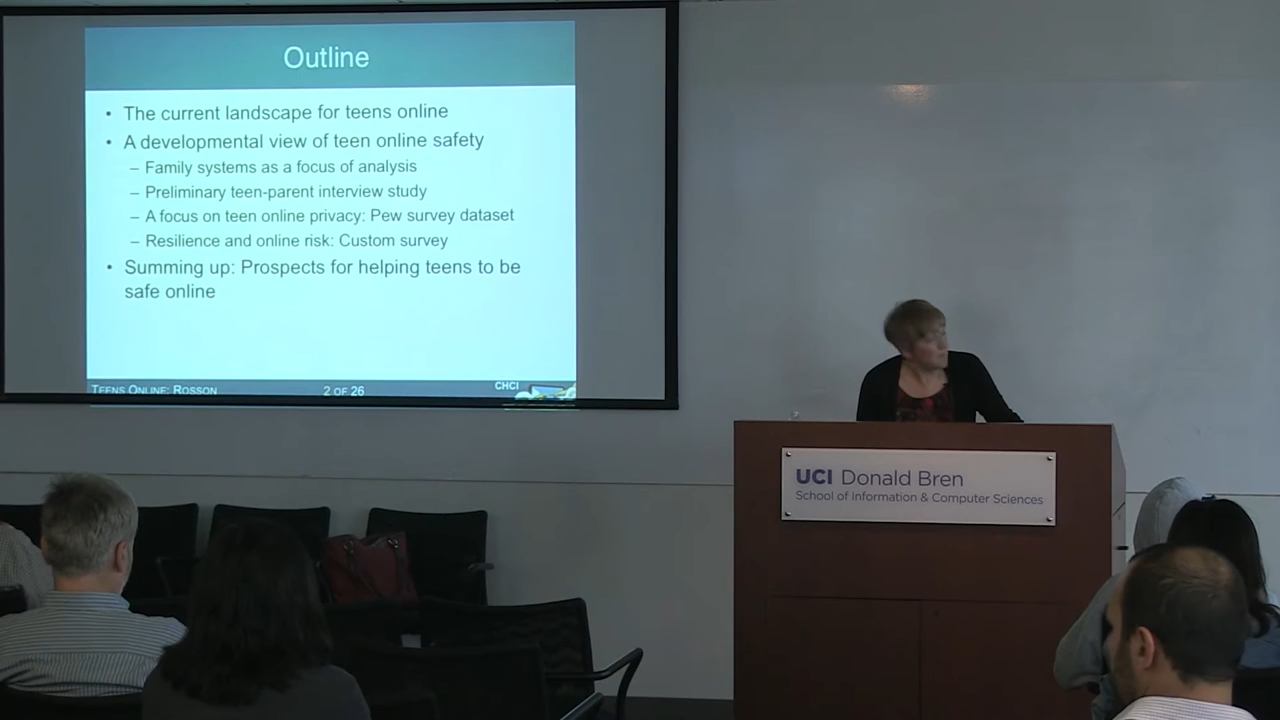 Outline
• The current landscape for teens online
• A developmental view of teen online safety
– Family systems as a focus of analysis
– Preliminary teen-parent interview study
– A focus on teen online privacy: Pew survey dataset
– Resilience and online risk: Custom survey
• Summing up: Prospects for helping teens to be
safe online
TEENS ONLINE: ROSSON
2 OF 26
CHCI
UCI Donald Bren
School of Information & Computer Sciences